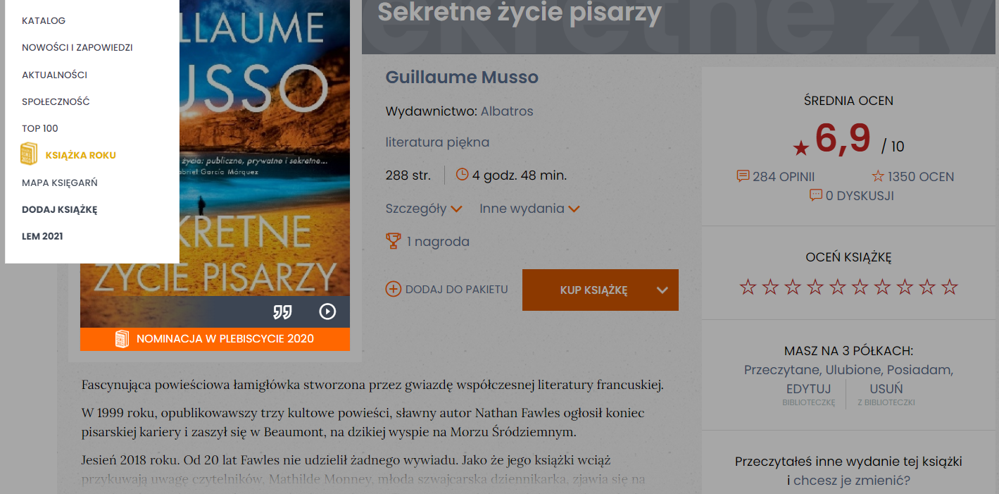 KATALOG
NOWOŚCI I ZAPOWIEDZI
AKTUALNOŚCI
SPOŁECZNOŚĆ
TOP 100
KSIĄŻKA ROKU
MAPA KSIĘGARŃ
DODAJ KSIĄŻKĘ
LEM 2021
LLAUME
USSO
życia: publiczne, prywatne i sekretne...
abriel García Márquez
KRETNE
ŻYCIE PISARZY
NOMINACJA W PLEBISCYCIE 2020
Sekretne życie pisarzy
ekretne ży
Guillaume Musso
Wydawnictwo: Albatros
literatura piękna
288 str. 4 godz. 48 min.
Szczegóły Inne wydania
1 nagroda
DODAJ DO PAKIETU KUP KSIĄŻKĘ
ŚREDNIA OCEN
6,9 / 10
284 OPINII 1350 OCEN
0 DYSKUSJI
OCEŃ KSIĄŻKĘ
MASZ NA 3 PÓŁKACH:
Przeczytane, Ulubione, Posiadam,
EDYTUJ USUŃ
BIBLIOTECZKĘ Z BIBLIOTECZKI
Przeczytałeś inne wydanie tej książki
i chcesz je zmienić?
Fascynująca powieściowa łamigłówka stworzona przez gwiazdę współczesnej literatury francuskiej.
W 1999 roku, opublikowawszy trzy kultowe powieści, sławny autor Nathan Fawles ogłosił koniec
pisarskiej kariery i zaszył się w Beaumont, na dzikiej wyspie na Morzu Śródziemnym.
Jesień 2018 roku. Od 20 lat Fawles nie udzielił żadnego wywiadu. Jako że jego książki wciąż
przykuwają uwagę czytelników, Mathilde Monney, młoda szwajcarska dziennikarka, zjawia się na